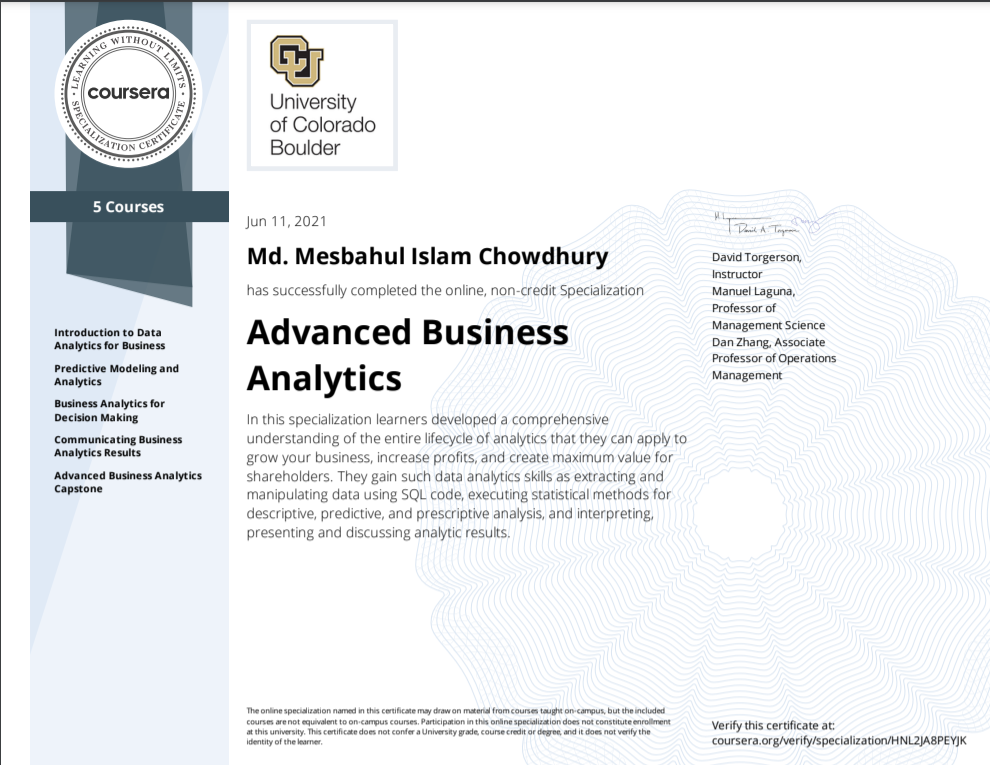 LEARNING WITHOUT LIMITS
coursera
SPECIALIZATION CERTIFICATE
5 Courses
Introduction to Data
Analytics for Business
Predictive Modeling and
Analytics
Business Analytics for
Decision Making
Communicating Business
Analytics Results
Advanced Business Analytics
Capstone
CU
University
of Colorado
Boulder
Jun 11, 2021
Md. Mesbahul Islam Chowdhury
has successfully completed the online, non-credit Specialization
Advanced Business
Analytics
In this specialization learners developed a comprehensive
understanding of the entire lifecycle of analytics that they can apply to
grow your business, increase profits, and create maximum value for
shareholders. They gain such data analytics skills as extracting and
manipulating data using SQL code, executing statistical methods for
descriptive, predictive, and prescriptive analysis, and interpreting,
presenting and discussing analytic results.
The online specialization named in this certificate may draw on material from courses taught on-campus, but the included
courses are not equivalent to on-campus courses. Participation in this online specialization does not constitute enrollment
at this university. This certificate does not confer a University grade, course credit or degree, and it does not verify the
identity of the learner.
David A. Torgerson
David Torgerson,
Instructor
Manuel Laguna,
Professor of
Management Science
Dan Zhang, Associate
Professor of Operations
Management
Verify this certificate at:
coursera.org/verify/specialization/HNL2JA8PEYJK